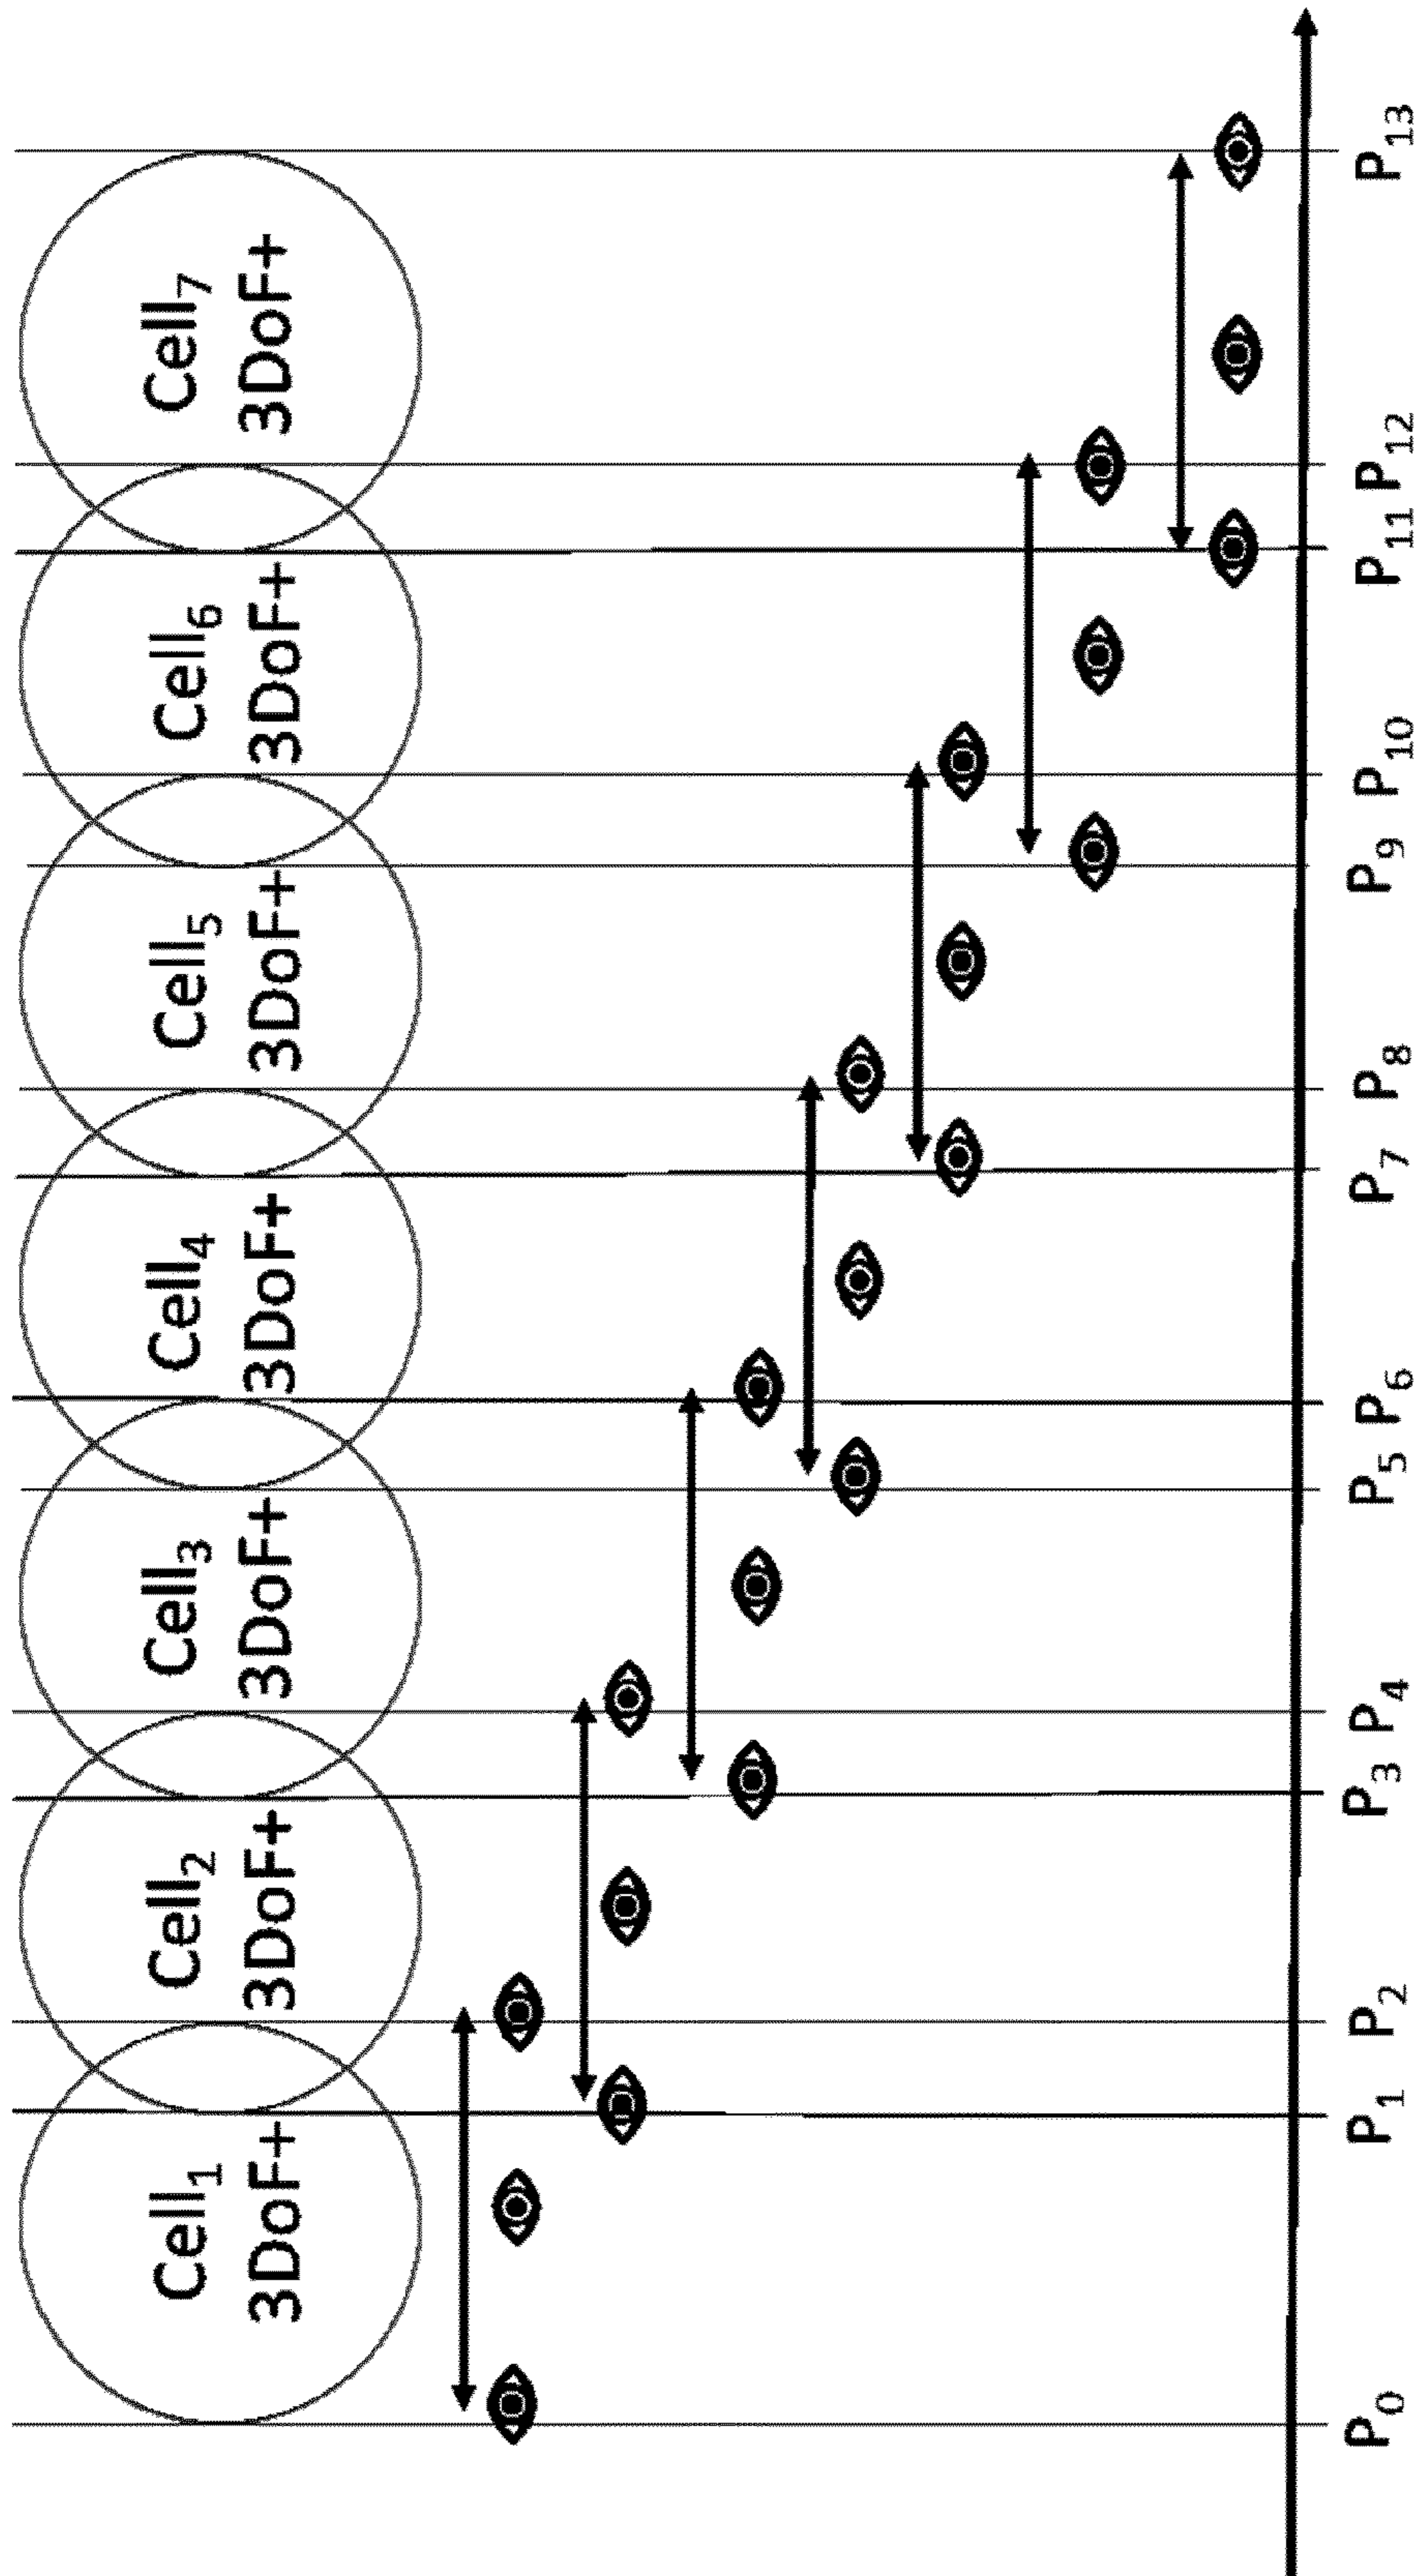 Cell₁
3DoF+
Cell₂
3DoF+
Cell₃
3DoF+
Cell₄
3DoF+
Cell₅
3DoF+
Cell₆
3DoF+
Cell₇
3DoF+
P₀ P₁ P₂ P₃ P₄ P₅ P₆ P₇ P₈ P₉ P₁₀ P₁₁ P₁₂ P₁₃